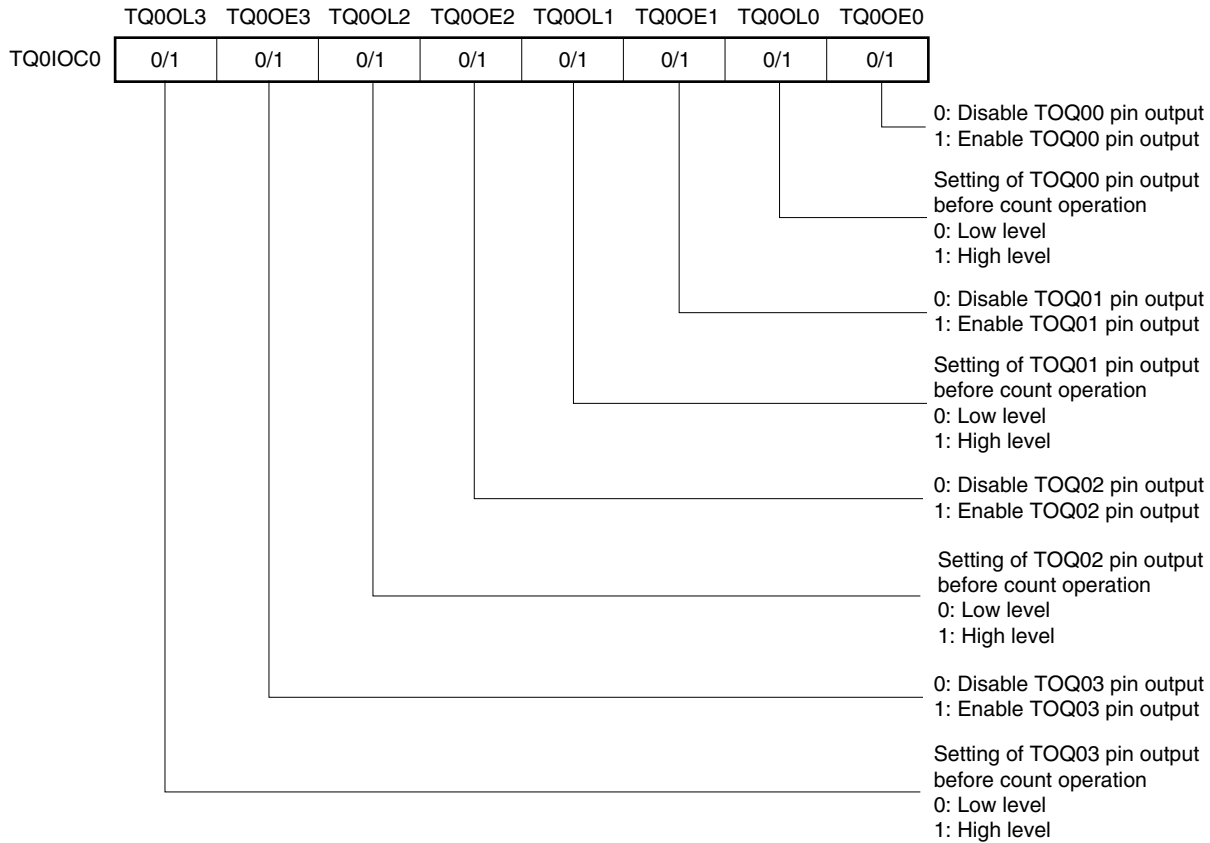 TQ0OL3 TQ0OE3 TQ0OL2 TQ0OE2 TQ0OL1 TQ0OE1 TQ0OL0 TQ0OE0
TQ0IOC0 0/1 0/1 0/1 0/1 0/1 0/1 0/1 0/1
0: Disable TOQ00 pin output
1: Enable TOQ00 pin output
Setting of TOQ00 pin output
before count operation
0: Low level
1: High level
0: Disable TOQ01 pin output
1: Enable TOQ01 pin output
Setting of TOQ01 pin output
before count operation
0: Low level
1: High level
0: Disable TOQ02 pin output
1: Enable TOQ02 pin output
Setting of TOQ02 pin output
before count operation
0: Low level
1: High level
0: Disable TOQ03 pin output
1: Enable TOQ03 pin output
Setting of TOQ03 pin output
before count operation
0: Low level
1: High level